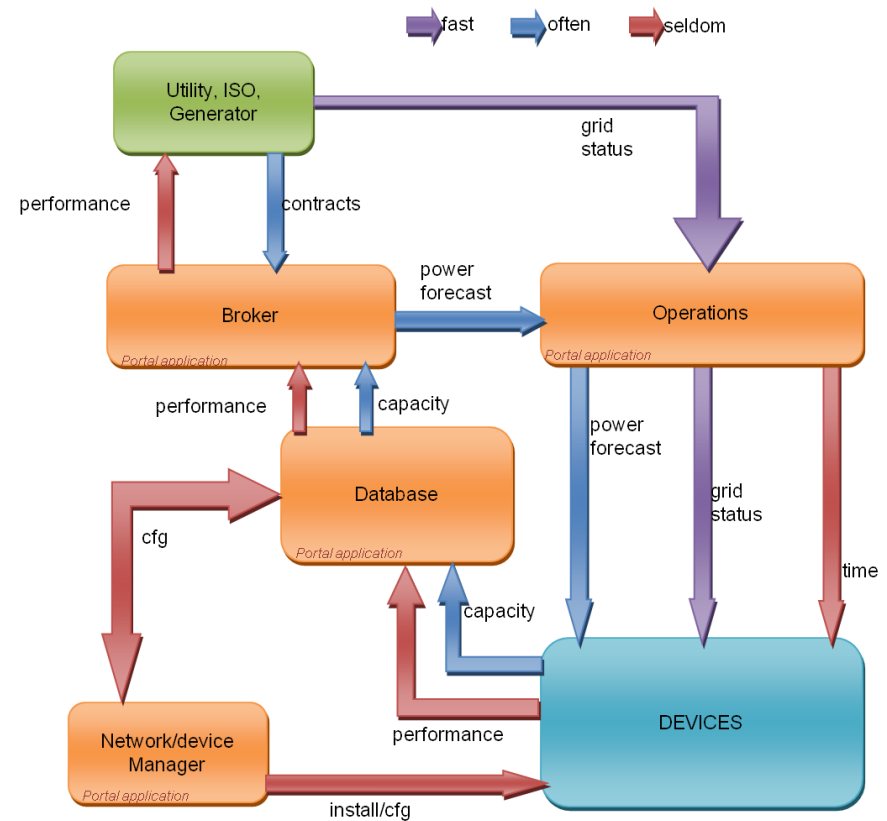 fast
often
seldom
Utility, ISO,
Generator
grid
status
performance
contracts
power
forecast
Broker
Portal application
Operations
Portal application
performance
capacity
power
forecast
Database
Portal application
grid
status
cfg
time
capacity
performance
DEVICES
Network/device
Manager
Portal application
install/cfg